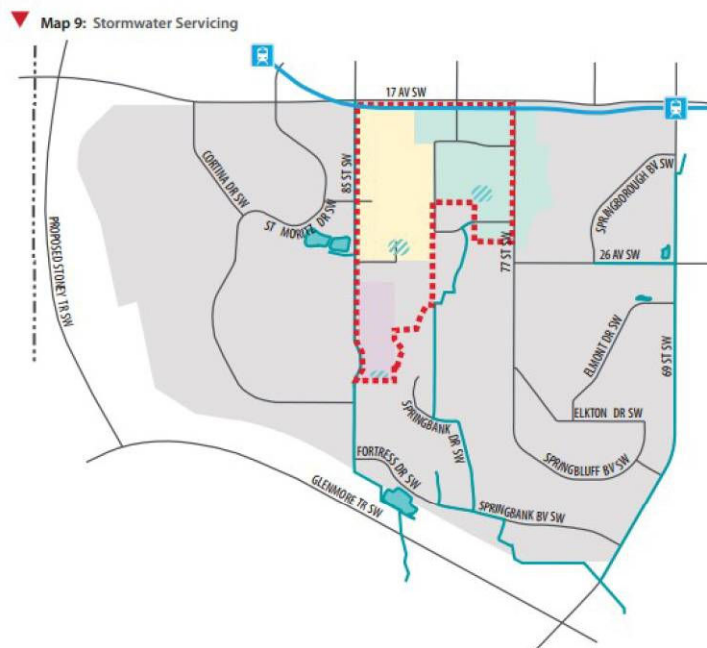 Map 9: Stormwater Servicing
17 AV SW
85 ST SW
CORTINA DR SW
ST MORITZ DR SW
PROPOSED STONEY TR SW
77 ST SW
SPRINGBOROUGH BV SW
26 AV SW
69 ST SW
ELMONT DR SW
ELKTON DR SW
SPRINGBLUFF BV SW
SPRINGBANK DR SW
FORTRESS DR SW
GLENMORE TR SW
SPRINGBANK BV SW